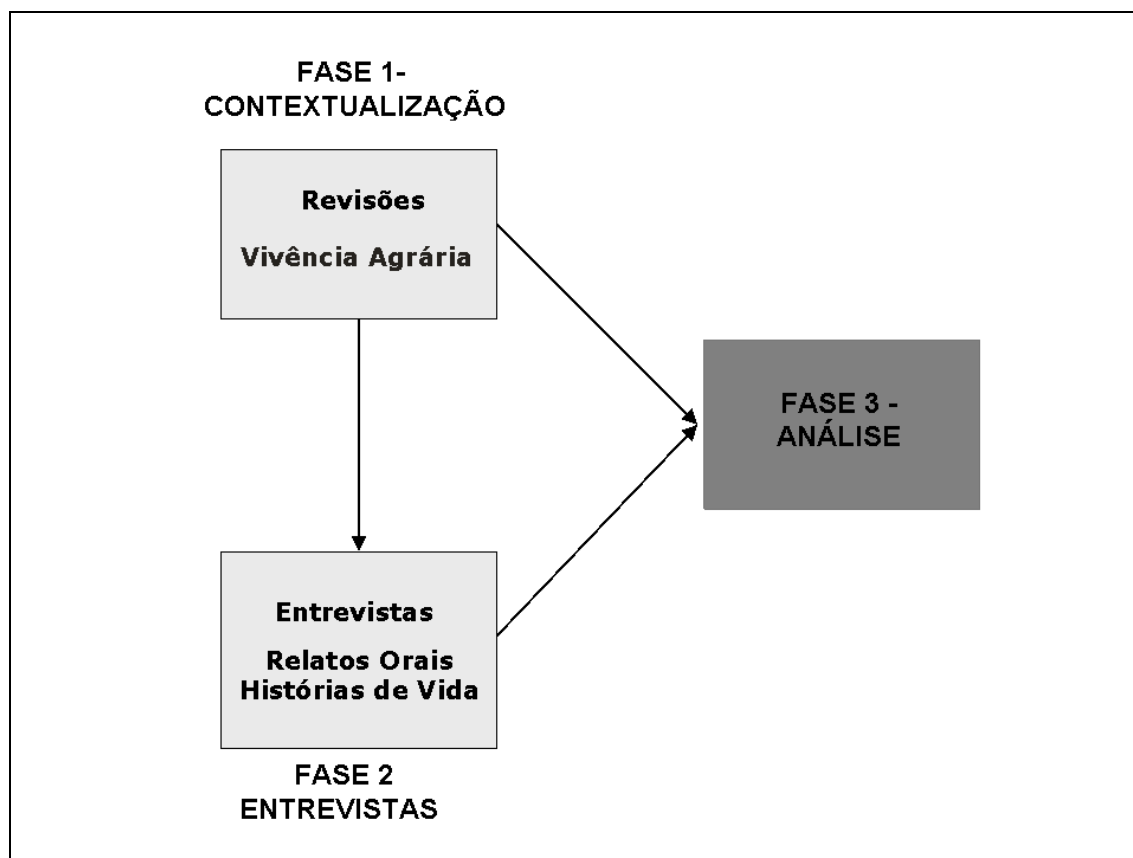 FASE 1-
CONTEXTUALIZAÇÃO
Revisões
Vivência Agrária
FASE 3 -
ANÁLISE
Entrevistas
Relatos Orais
Histórias de Vida
FASE 2
ENTREVISTAS